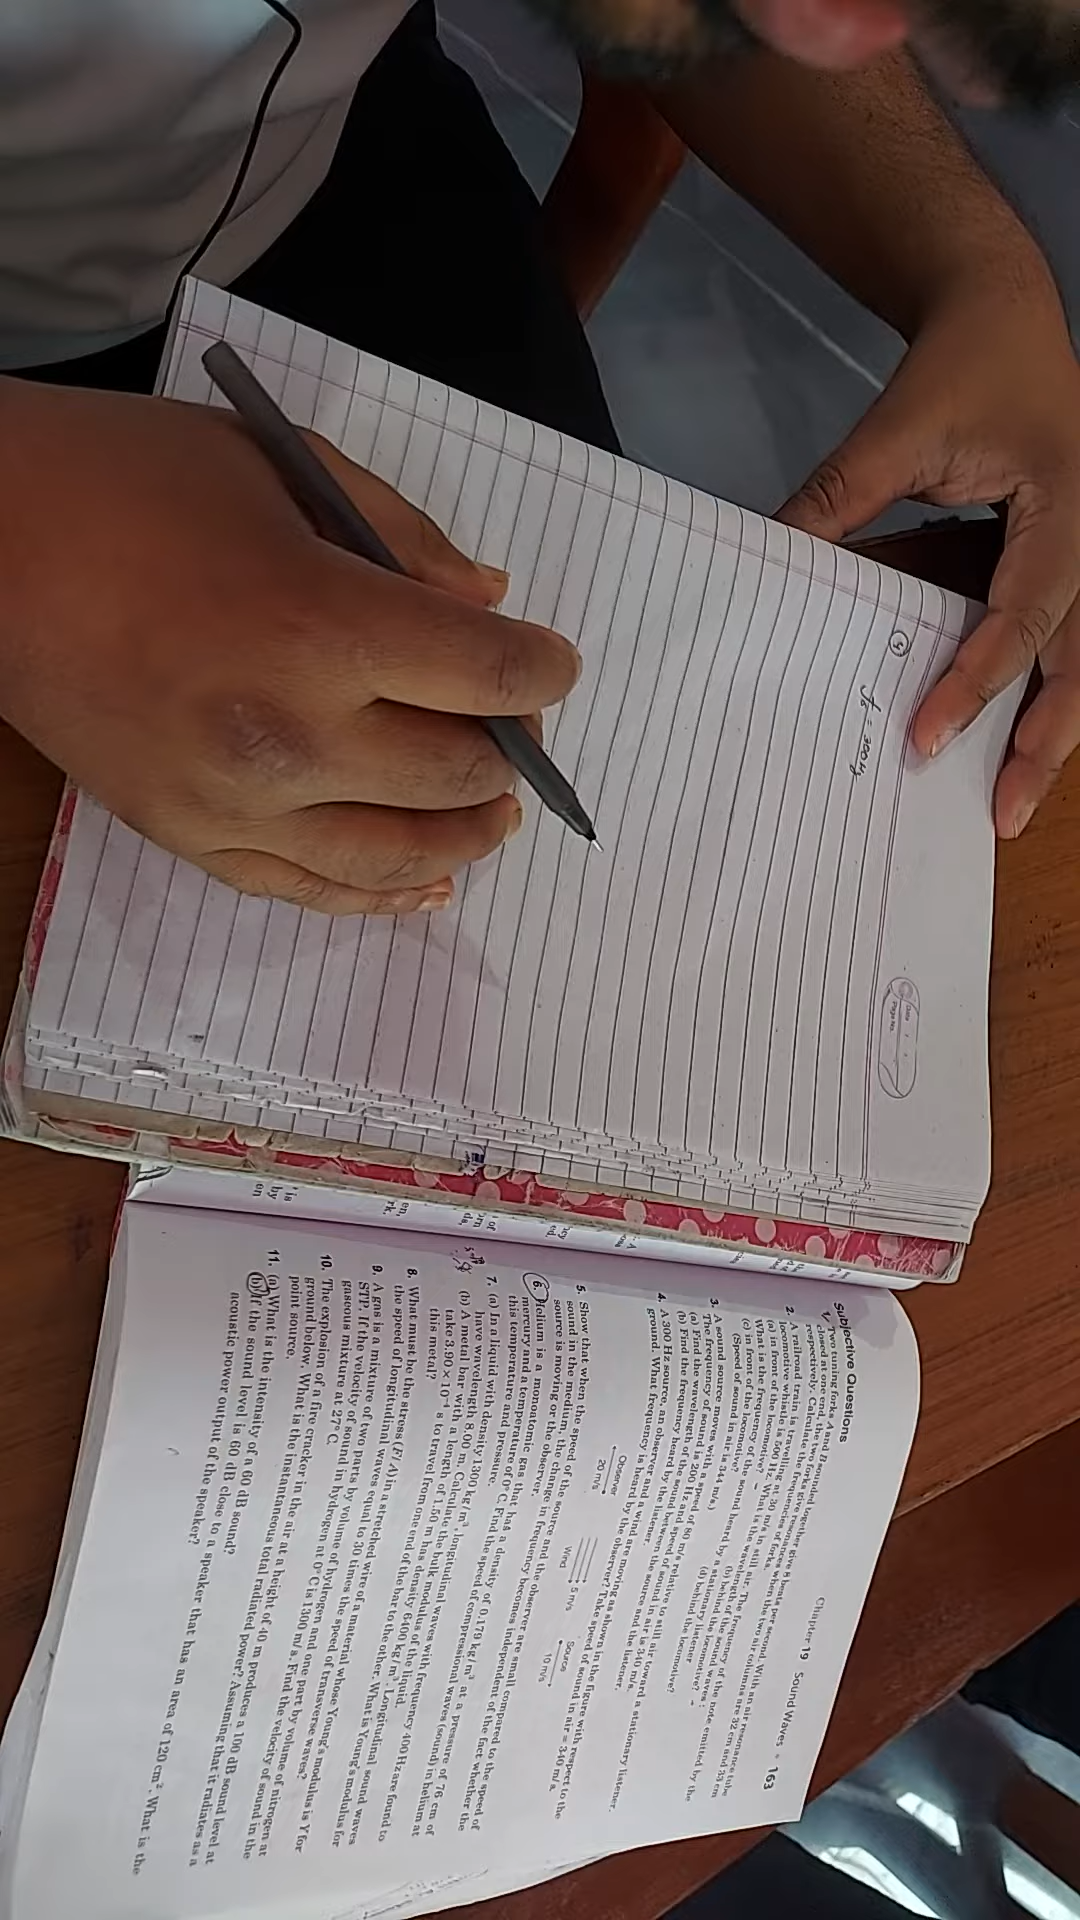 4
fs = 300 Hz
Date
Page No.
Chapter 19 Sound Waves • 163
Subjective Questions
1. Two tuning forks A and B sounded together give 8 beats per second. With an air resonance tube
closed at one end, the two forks give resonances when the two air columns are 32 cm and 33 cm
respectively. Calculate the frequencies of forks.
2. A railroad train is travelling at 30 m/s in still air. The frequency of the note emitted by the
locomotive whistle is 500 Hz. What is the wavelength of the sound waves :
(a) in front of the locomotive? (b) behind the locomotive?
What is the frequency of the sound heard by a stationary listener
(c) in front of the locomotive? (d) behind the locomotive?
(Speed of sound in air is 344 m/s)
3. A sound source moves with a speed of 80 m/s relative to still air toward a stationary listener.
The frequency of sound is 200 Hz and speed of sound in air is 340 m/s.
(a) Find the wavelength of the sound between the source and the listener.
(b) Find the frequency heard by the listener.
4. A 300 Hz source, an observer and a wind are moving as shown in the figure with respect to the
ground. What frequency is heard by the observer? Take speed of sound in air = 340 m/s.
Observer
20 m/s
Wind
5 m/s
Source
10 m/s
5. Show that when the speed of the source and the observer are small compared to the speed of
sound in the medium, the change in frequency becomes independent of the fact whether the
source is moving or the observer.
6. Helium is a monoatomic gas that has a density of 0.179 kg/m³ at a pressure of 76 cm of
mercury and a temperature of 0°C. Find the speed of compressional waves (sound) in helium at
this temperature and pressure.
7. (a) In a liquid with density 1300 kg/m³, longitudinal waves with frequency 400 Hz are found to
have wavelength 8.00 m. Calculate the bulk modulus of the liquid.
(b) A metal bar with a length of 1.50 m has density 6400 kg/m³. Longitudinal sound waves
take 3.90 × 10⁻⁴ s to travel from one end of the bar to the other. What is Young's modulus for
this metal?
8. What must be the stress (F/A) in a stretched wire of a material whose Young's modulus is Y for
the speed of longitudinal waves equal to 30 times the speed of transverse waves?
9. A gas is a mixture of two parts by volume of hydrogen and one part by volume of nitrogen at
STP. If the velocity of sound in hydrogen at 0°C is 1300 m/s. Find the velocity of sound in the
gaseous mixture at 27°C.
10. The explosion of a fire cracker in the air at a height of 40 m produces a 100 dB sound level at
ground below. What is the instantaneous total radiated power? Assuming that it radiates as a
point source.
11. (a) What is the intensity of a 60 dB sound?
(b) If the sound level is 60 dB close to a speaker that has an area of 120 cm². What is the
acoustic power output of the speaker?